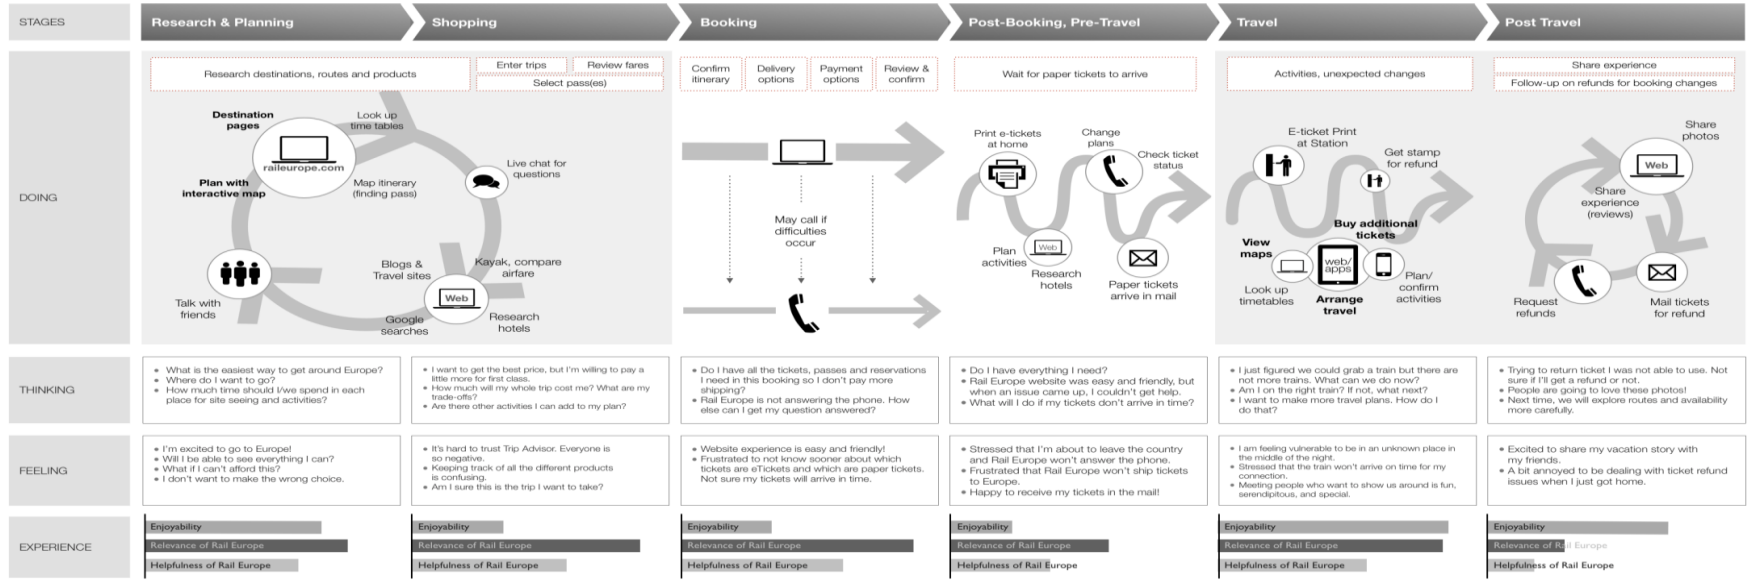 STAGES
Research & Planning
Shopping
Booking
Post-Booking, Pre-Travel
Travel
Post Travel
DOING
Research destinations, routes and products
Enter trips
Review fares
Select pass(es)
Destination
pages
Look up
time tables
raileurope.com
Live chat for
questions
Plan with
interactive map
Map itinerary
(finding pass)
Blogs &
Travel sites
Kayak, compare
airfare
Web
Talk with
friends
Google
searches
Research
hotels
Confirm
itinerary
Delivery
options
Payment
options
Review &
confirm
May call if
difficulties
occur
Wait for paper tickets to arrive
Print e-tickets
at home
Change
plans
Check ticket
status
Plan
activities
Web
Research
hotels
Paper tickets
arrive in mail
Activities, unexpected changes
E-ticket Print
at Station
Get stamp
for refund
Buy additional
tickets
View
maps
web/
apps
Look up
timetables
Plan/
confirm
activities
Arrange
travel
Share experience
Follow-up on refunds for booking changes
Share
photos
Web
Share
experience
(reviews)
Request
refunds
Mail tickets
for refund
THINKING
• What is the easiest way to get around Europe?
• Where do I want to go?
• How much time should I/we spend in each
place for site seeing and activities?
• I want to get the best price, but I'm willing to pay a
little more for first class.
• How much will my whole trip cost me? What are my
trade-offs?
• Are there other activities I can add to my plan?
• Do I have all the tickets, passes and reservations
I need in this booking so I don't pay more
shipping?
• Rail Europe is not answering the phone. How
else can I get my question answered?
• Do I have everything I need?
• Rail Europe website was easy and friendly, but
when an issue came up, I couldn't get help.
• What will I do if my tickets don't arrive in time?
• I just figured we could grab a train but there are
not more trains. What can we do now?
• Am I on the right train? If not, what next?
• I want to make more travel plans. How do I
do that?
• Trying to return ticket I was not able to use. Not
sure if I'll get a refund or not.
• People are going to love these photos!
• Next time, we will explore routes and availability
more carefully.
FEELING
• I'm excited to go to Europe!
• Will I be able to see everything I can?
• What if I can't afford this?
• I don't want to make the wrong choice.
• It's hard to trust Trip Advisor. Everyone is
so negative.
• Keeping track of all the different products
is confusing.
• Am I sure this is the trip I want to take?
• Website experience is easy and friendly!
• Frustrated to not know sooner about which
tickets are eTickets and which are paper tickets.
Not sure my tickets will arrive in time.
• Stressed that I'm about to leave the country
and Rail Europe won't answer the phone.
• Frustrated that Rail Europe won't ship tickets
to Europe.
• Happy to receive my tickets in the mail!
• I am feeling vulnerable to be in an unknown place in
the middle of the night.
• Stressed that the train won't arrive on time for my
connection.
• Meeting people who want to show us around is fun,
serendipitous, and special.
• Excited to share my vacation story with
my friends.
• A bit annoyed to be dealing with ticket refund
issues when I just got home.
EXPERIENCE
Enjoyability
Relevance of Rail Europe
Helpfulness of Rail Europe
Enjoyability
Relevance of Rail Europe
Helpfulness of Rail Europe
Enjoyability
Relevance of Rail Europe
Helpfulness of Rail Europe
Enjoyability
Relevance of Rail Europe
Helpfulness of Rail Europe
Enjoyability
Relevance of Rail Europe
Helpfulness of Rail Europe
Enjoyability
Relevance of Rail Europe
Helpfulness of Rail Europe